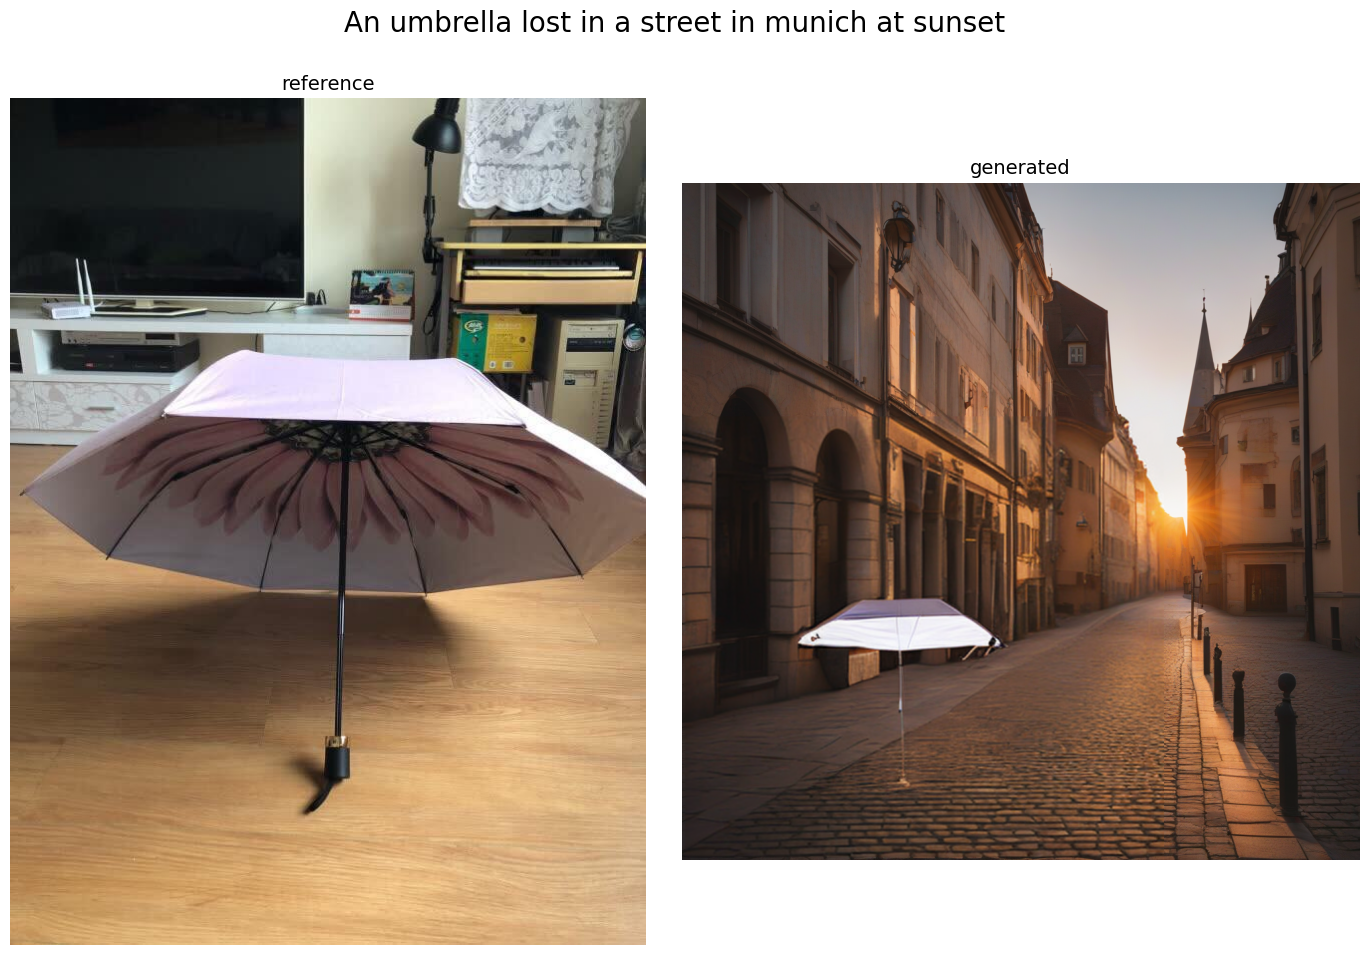 An umbrella lost in a street in munich at sunset
reference
generated